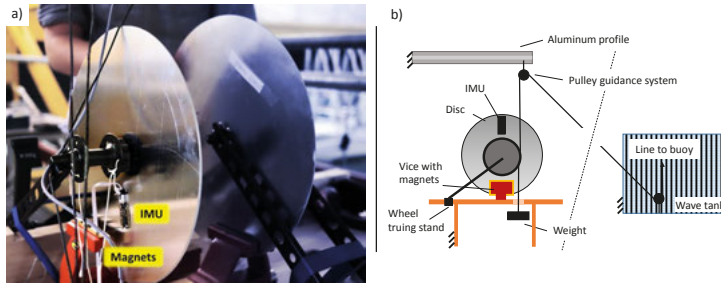 a)
IMU
Magnets
b)
Aluminum profile
Pulley guidance system
IMU
Disc
Vice with
magnets
Wheel
truing stand
Weight
Line to buoy
Wave tank